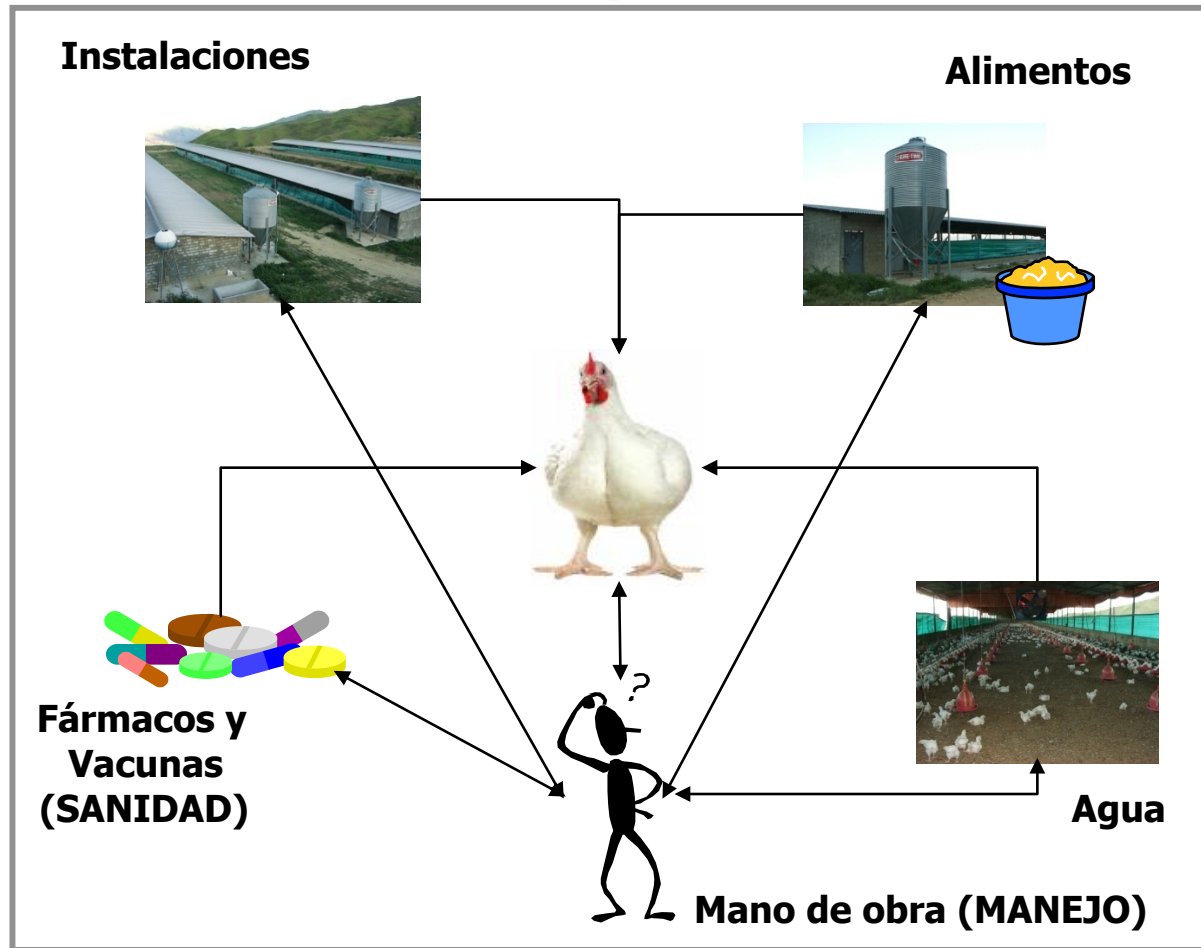 Instalaciones
Alimentos
?
Fármacos y
Vacunas
(SANIDAD)
Agua
Mano de obra (MANEJO)